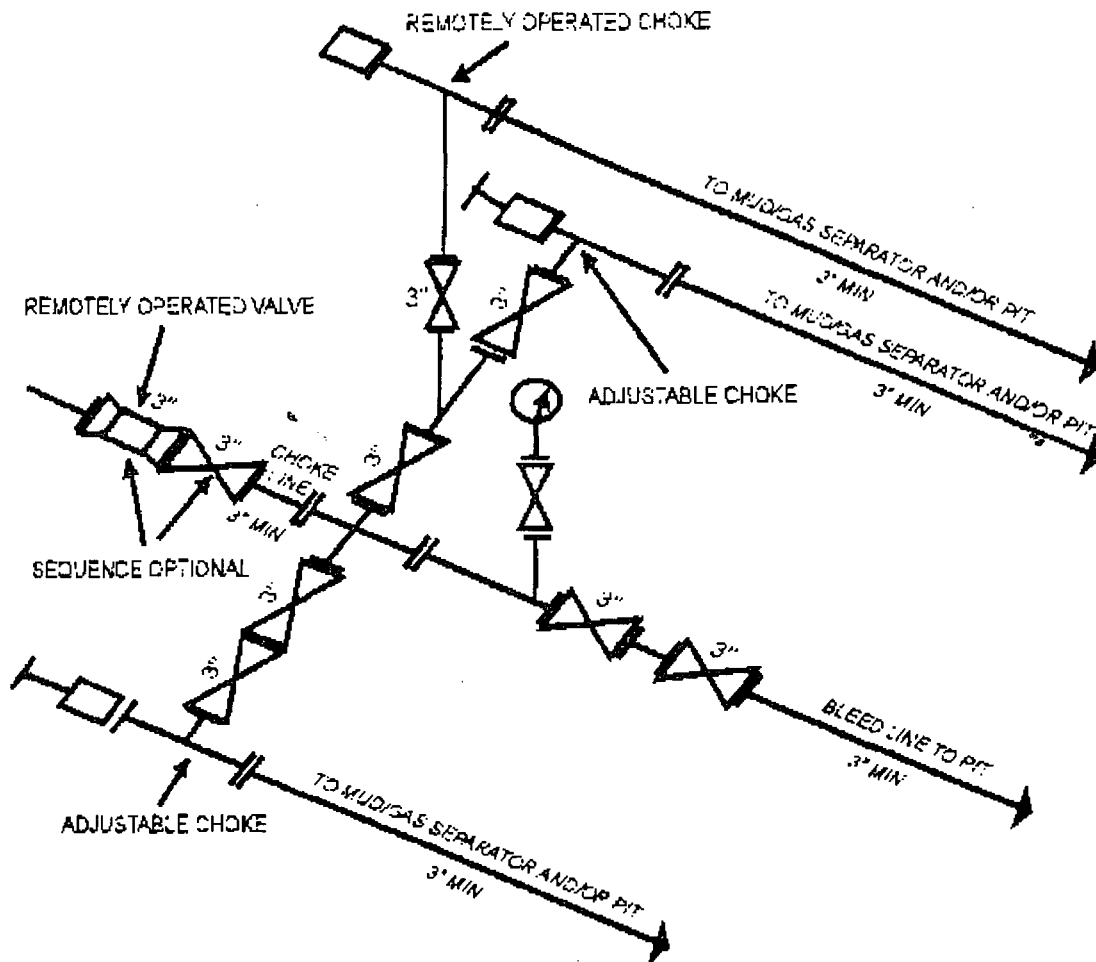 REMOTELY OPERATED CHOKE
TO MUD/GAS SEPARATOR AND/OR PIT
3" MIN
TO MUD/GAS SEPARATOR AND/OR PIT
3" MIN
3"
3"
REMOTELY OPERATED VALVE
ADJUSTABLE CHOKE
3"
3"
3"
CHOKE
LINE
3" MIN
SEQUENCE OPTIONAL
3"
3"
3"
3"
BLEED LINE TO PIT
3" MIN
ADJUSTABLE CHOKE
TO MUD/GAS SEPARATOR AND/OR PIT
3" MIN